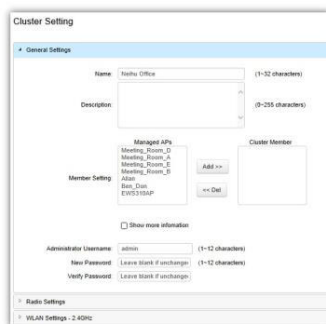 Cluster Setting
General Settings
Name
Neihu Office
(1~32 characters)
Description
(0~255 characters)
Managed APs
Cluster Member
Member Setting
Meeting_Room_D
Meeting_Room_A
Meeting_Room_E
Meeting_Room_B
Allan
Ben_Dan
EWS310AP
Add >>
<< Del
Show more infomation
Administrator Username
admin
(1~12 characters)
New Password
Leave blank if unchange
(1~12 characters)
Verify Password
Leave blank if unchange
Radio Settings
WLAN Settings - 2.4GHz